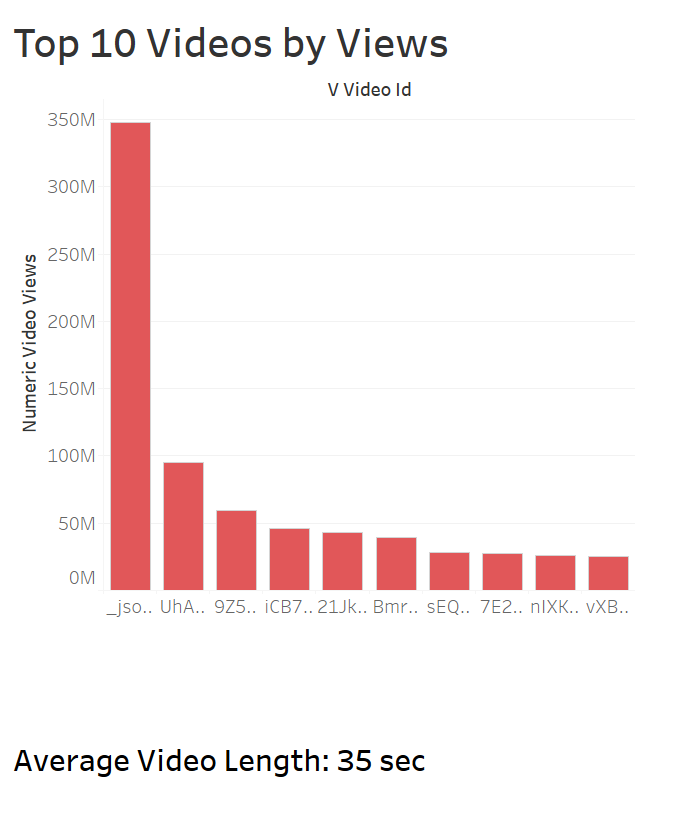 Top 10 Videos by Views
V Video Id
Numeric Video Views
350M
300M
250M
200M
150M
100M
50M
0M
_jso.. UhA.. 9Z5.. iCB7.. 21Jk.. Bmr.. sEQ.. 7E2.. nIXK.. vXB..
Average Video Length: 35 sec